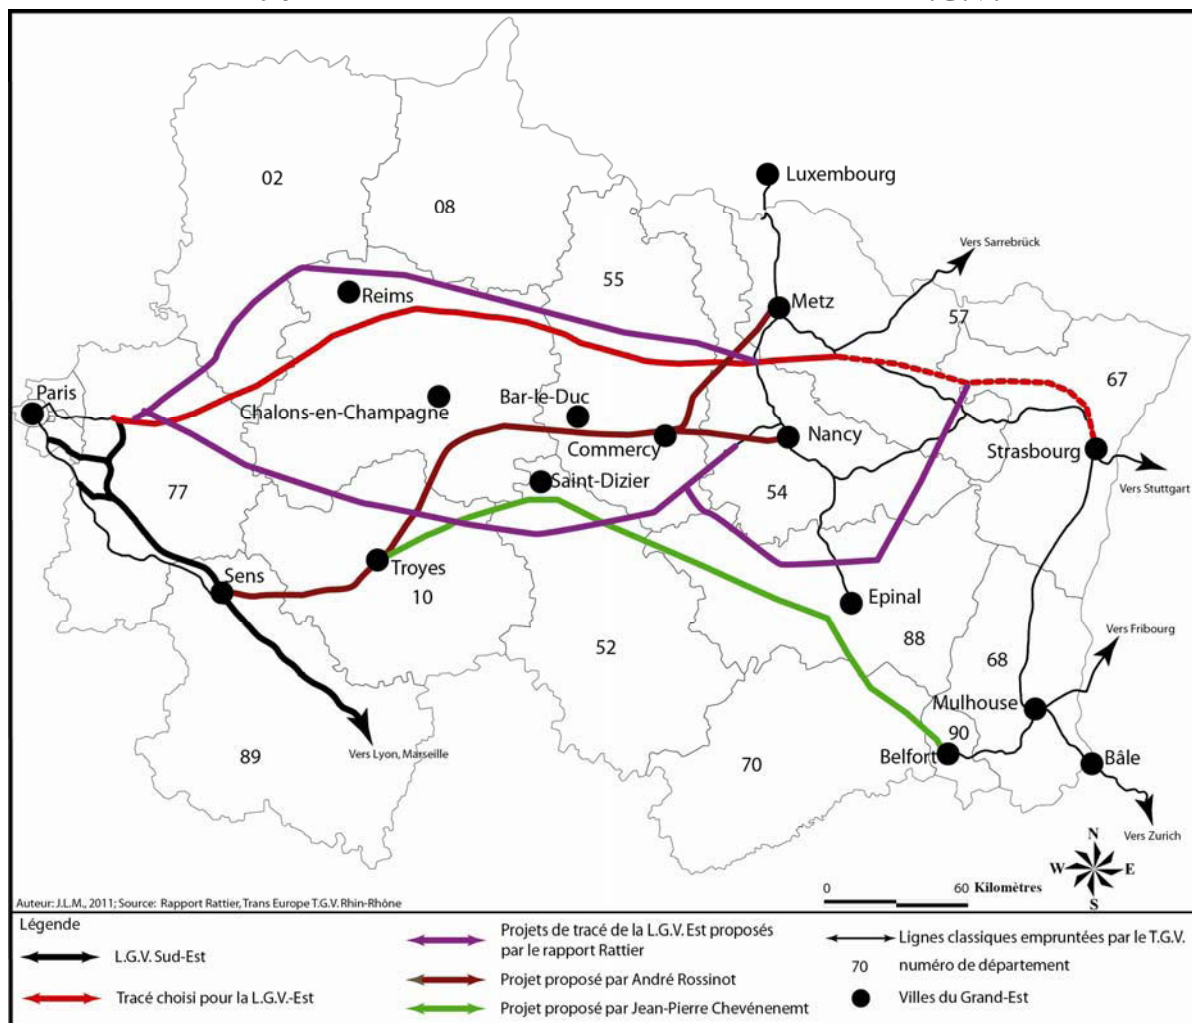 02
08
Luxembourg
Vers Sarrebrück
55
Reims
Metz
57
67
Paris
Chalons-en-Champagne
Bar-le-Duc
Commercy
Nancy
Strasbourg
Vers Stuttgart
77
Saint-Dizier
54
Sens
Troyes
10
Epinal
88
52
68
Vers Fribourg
Mulhouse
90
Belfort
Bâle
89
Vers Lyon, Marseille
70
Vers Zurich
N
W
E
S
0
60 Kilomètres
Auteur: J.L.M., 2011; Source: Rapport Rattier, Trans Europe T.G.V. Rhin-Rhône
Légende
L.G.V. Sud-Est
Tracé choisi pour la L.G.V.-Est
Projets de tracé de la L.G.V. Est proposés
par le rapport Rattier
Projet proposé par André Rossinot
Projet proposé par Jean-Pierre Chevénenemt
Lignes classiques empruntées par le T.G.V.
70 numéro de département
Villes du Grand-Est